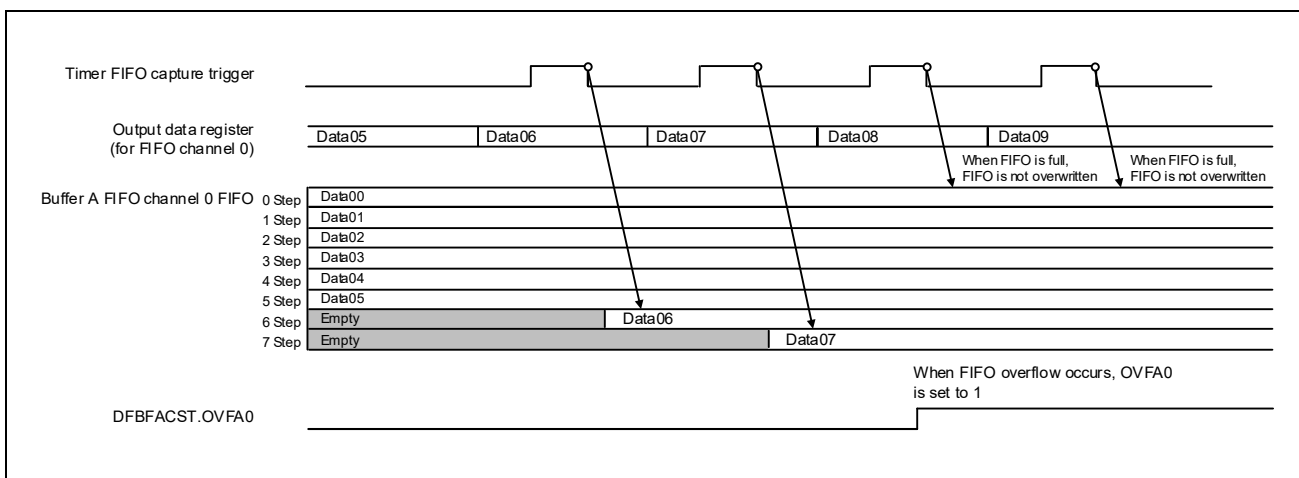 Timer FIFO capture trigger
Output data register
(for FIFO channel 0)
Data05 Data06 Data07 Data08 Data09
When FIFO is full,
FIFO is not overwritten
When FIFO is full,
FIFO is not overwritten
Buffer A FIFO channel 0 FIFO 0 Step Data00
1 Step Data01
2 Step Data02
3 Step Data03
4 Step Data04
5 Step Data05
6 Step Empty Data06
7 Step Empty Data07
When FIFO overflow occurs, OVFA0
is set to 1
DFBFACST.OVFA0